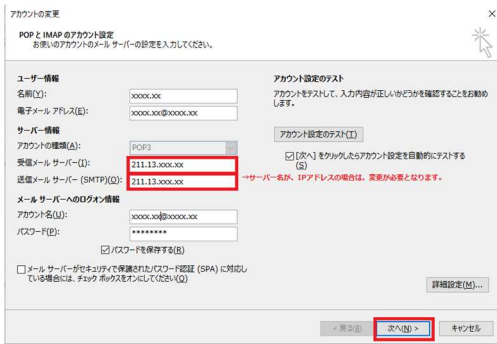 アカウントの変更
×
POP と IMAP のアカウント設定
お使いのアカウントのメール サーバーの設定を入力してください。
ユーザー情報
名前(Y):
xxxx.xx
電子メール アドレス(E):
xxxx.xx@xxxx.xx
サーバー情報
アカウントの種類(A):
POP3
受信メール サーバー(I):
211.13.xxx.xx
送信メール サーバー (SMTP)(O):
211.13.xxx.xx
メール サーバーへのログオン情報
アカウント名(U):
xxxx.xx@xxxx.xx
パスワード(P):
********
パスワードを保存する(R)
メール サーバーがセキュリティで保護されたパスワード認証 (SPA) に対応し
ている場合には、チェック ボックスをオンにしてください(Q)
アカウント設定のテスト
アカウントをテストして、入力内容が正しいかどうかを確認することをお勧め
します。
アカウント設定のテスト(T)
[次へ] をクリックしたらアカウント設定を自動的にテストする
(S)
→サーバー名が、IPアドレスの場合は、変更が必要となります。
詳細設定(M)...
< 戻る(B)
次へ(N) >
キャンセル